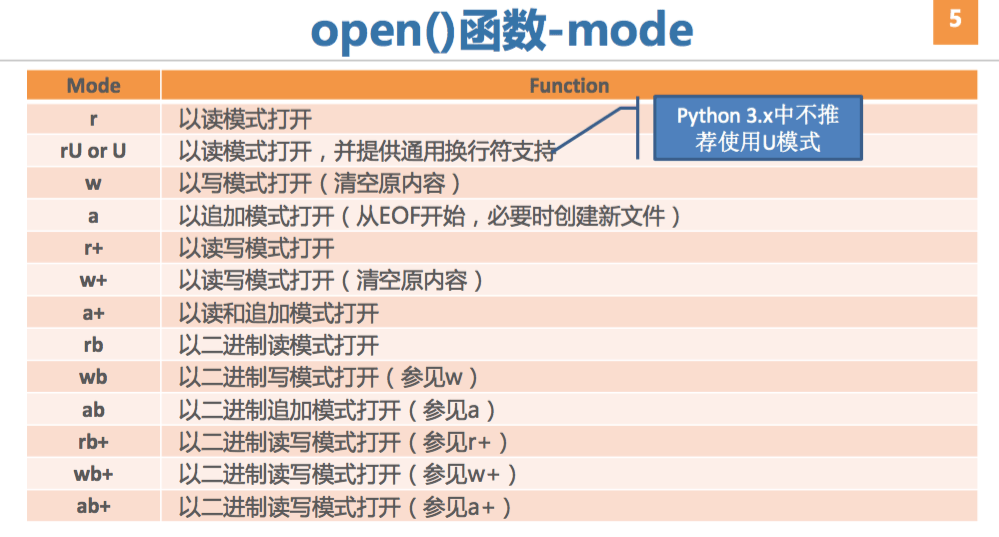 open()函数-mode
5
Mode Function
r 以读模式打开
rU or U 以读模式打开，并提供通用换行符支持
Python 3.x中不推
荐使用U模式
w 以写模式打开（清空原内容）
a 以追加模式打开（从EOF开始，必要时创建新文件）
r+ 以读写模式打开
w+ 以读写模式打开（清空原内容）
a+ 以读和追加模式打开
rb 以二进制读模式打开
wb 以二进制写模式打开（参见w）
ab 以二进制追加模式打开（参见a）
rb+ 以二进制读写模式打开（参见r+）
wb+ 以二进制读写模式打开（参见w+）
ab+ 以二进制读写模式打开（参见a+）